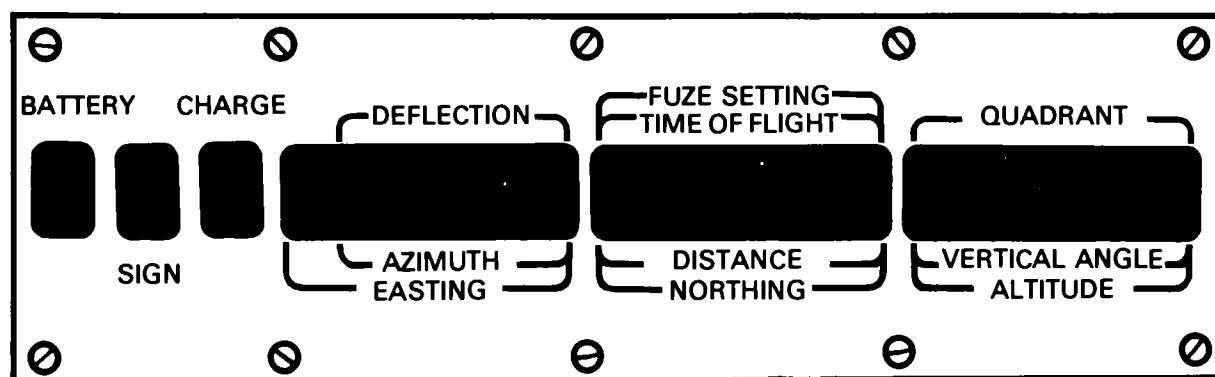 BATTERY CHARGE
SIGN
DEFLECTION
AZIMUTH
EASTING
FUZE SETTING
TIME OF FLIGHT
DISTANCE
NORTHING
QUADRANT
VERTICAL ANGLE
ALTITUDE